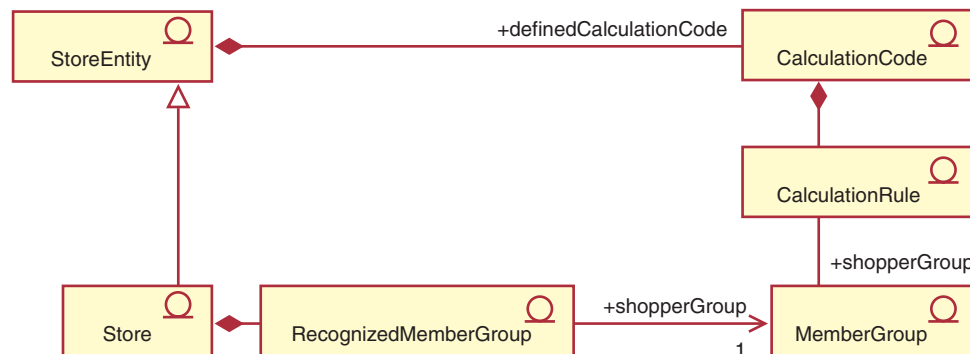 +definedCalculationCode
StoreEntity
CalculationCode
CalculationRule
+shopperGroup
+shopperGroup
Store
RecognizedMemberGroup
MemberGroup
1